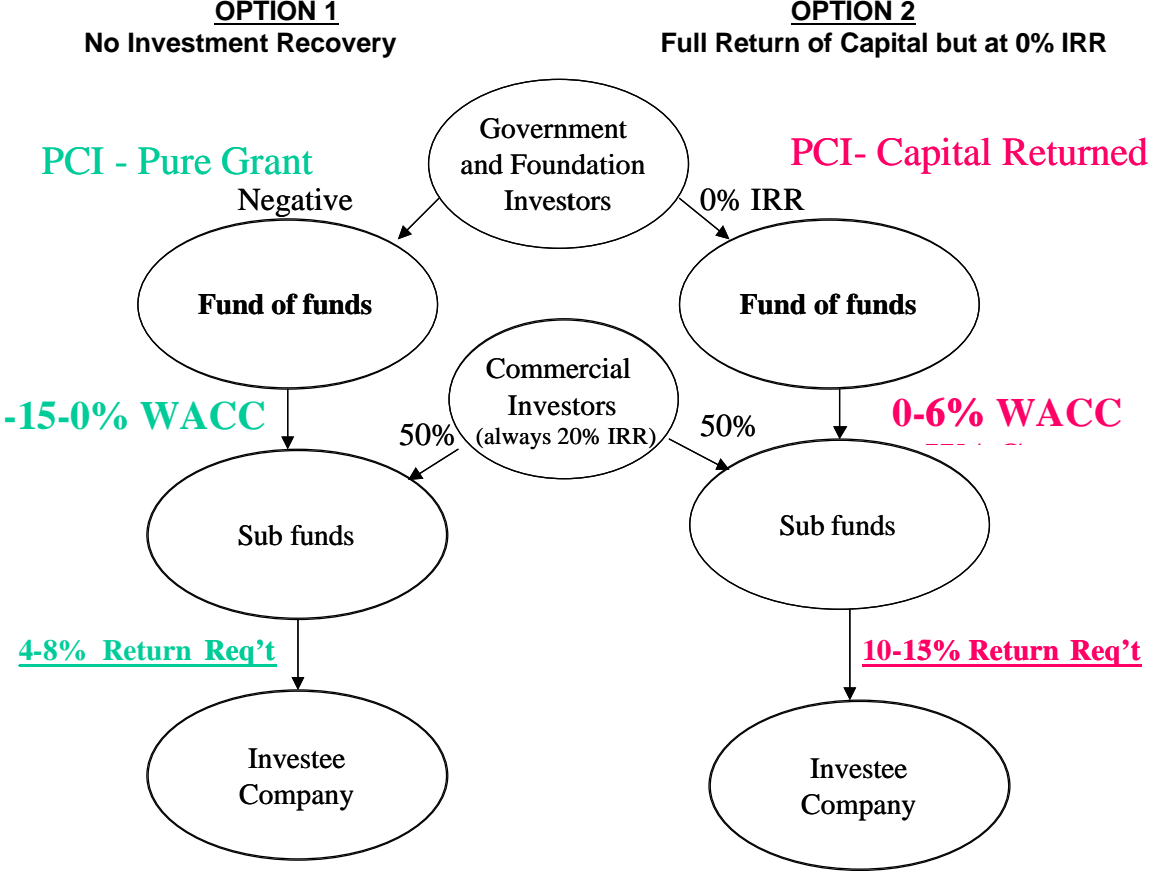 OPTION 1
No Investment Recovery
OPTION 2
Full Return of Capital but at 0% IRR
Government
and Foundation
Investors
PCI - Pure Grant
PCI- Capital Returned
Negative
0% IRR
Fund of funds
Fund of funds
Commercial
Investors
(always 20% IRR)
-15-0% WACC
0-6% WACC
50%
50%
Sub funds
Sub funds
4-8% Return Req't
10-15% Return Req't
Investee
Company
Investee
Company